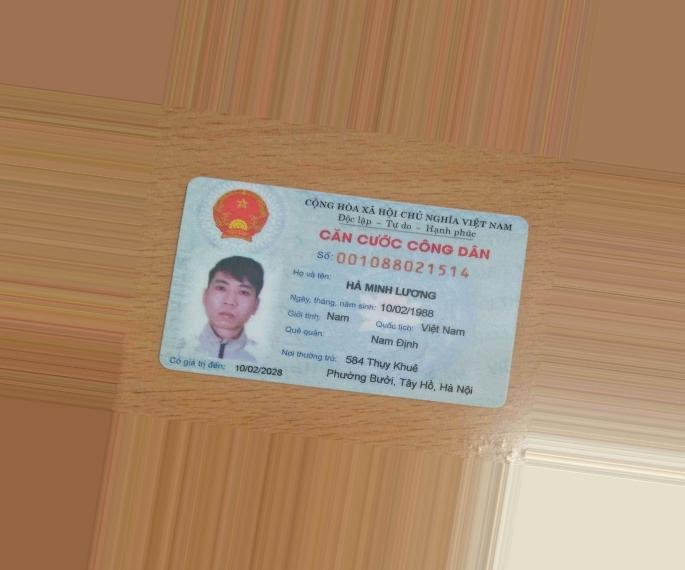 CỘNG HÒA XÃ HỘI CHỦ NGHĨA VIỆT NAM
Độc lập - Tự do - Hạnh phúc
CĂN CƯỚC CÔNG DÂN
Số: 001088021514
Họ và tên:
HÀ MINH LƯƠNG
Ngày, tháng, năm sinh: 10/02/1988
Giới tính: Nam Quốc tịch: Việt Nam
Quê quán:
Nam Định
Nơi thường trú: 584 Thụy Khuê
Phường Bưởi, Tây Hồ, Hà Nội
Có giá trị đến: 10/02/2028